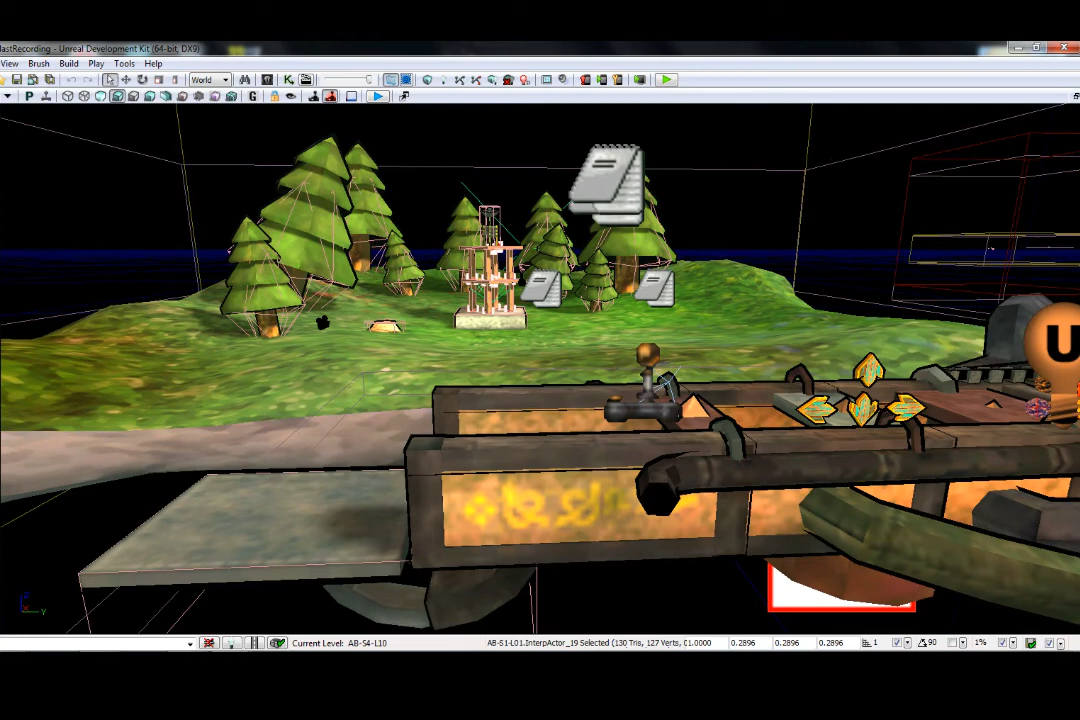 lastRecording - Unreal Development Kit (64-bit, DX9)
View Brush Build Play Tools Help
World
P G
U
Z
Y
Current Level: AB-S4-L10 AB-S1-L01.InterpActor_19 Selected (130 Tris, 127 Verts, 01.0000 0.2896 0.2896 0.2896 1 90 1%